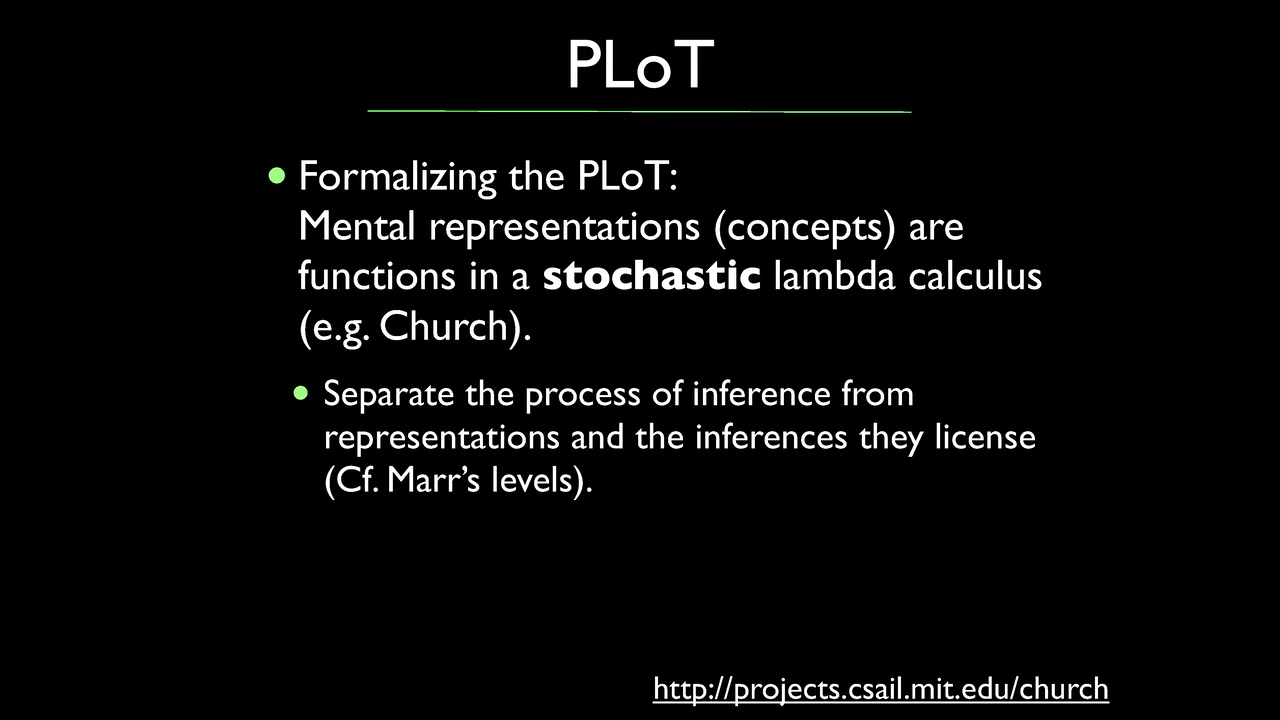 PLoT
• Formalizing the PLoT:
Mental representations (concepts) are
functions in a stochastic lambda calculus
(e.g. Church).
• Separate the process of inference from
representations and the inferences they license
(Cf. Marr’s levels).
http://projects.csail.mit.edu/church